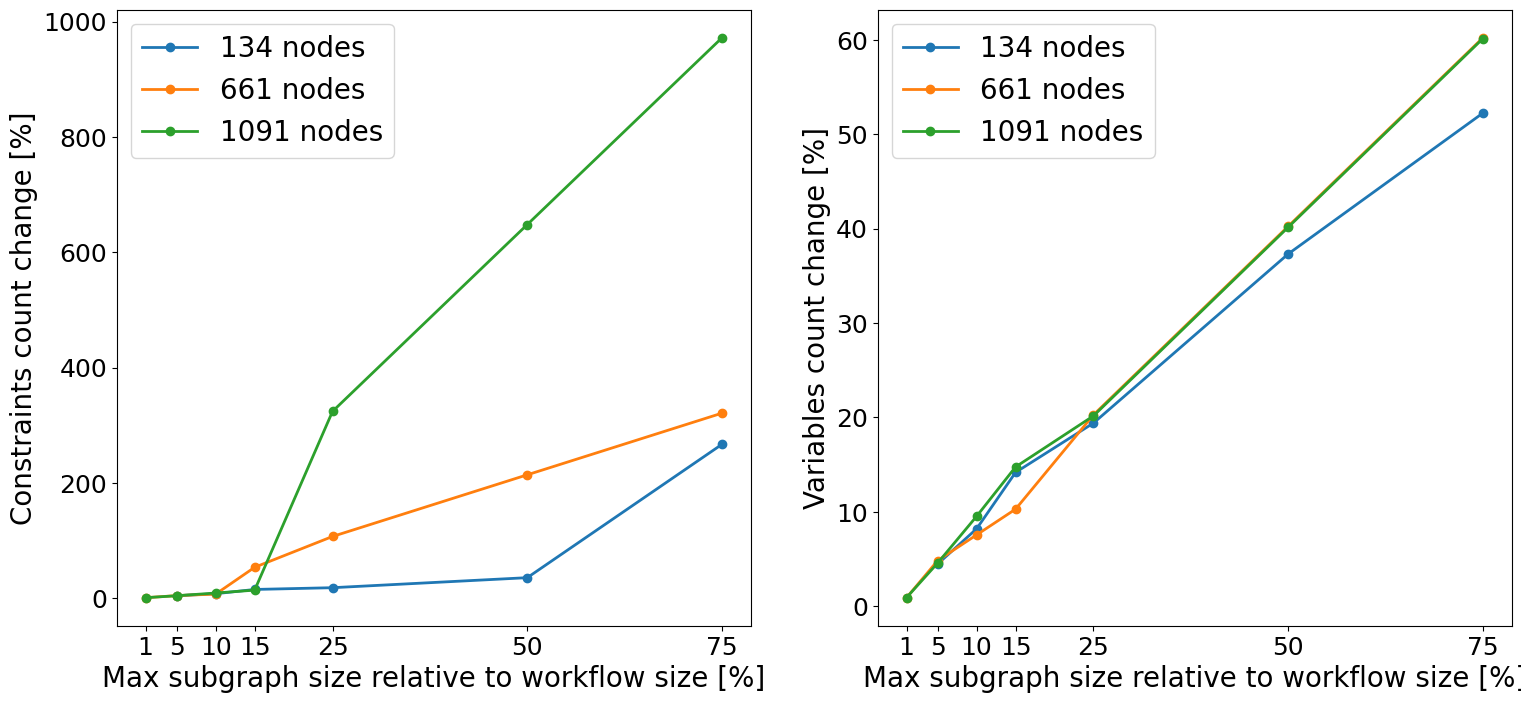 1000
800
600
400
200
0
Constraints count change [%]
134 nodes
661 nodes
1091 nodes
1 5 10 15 25 50 75
Max subgraph size relative to workflow size [%]
60
50
40
30
20
10
0
Variables count change [%]
134 nodes
661 nodes
1091 nodes
1 5 10 15 25 50 75
Max subgraph size relative to workflow size [%]